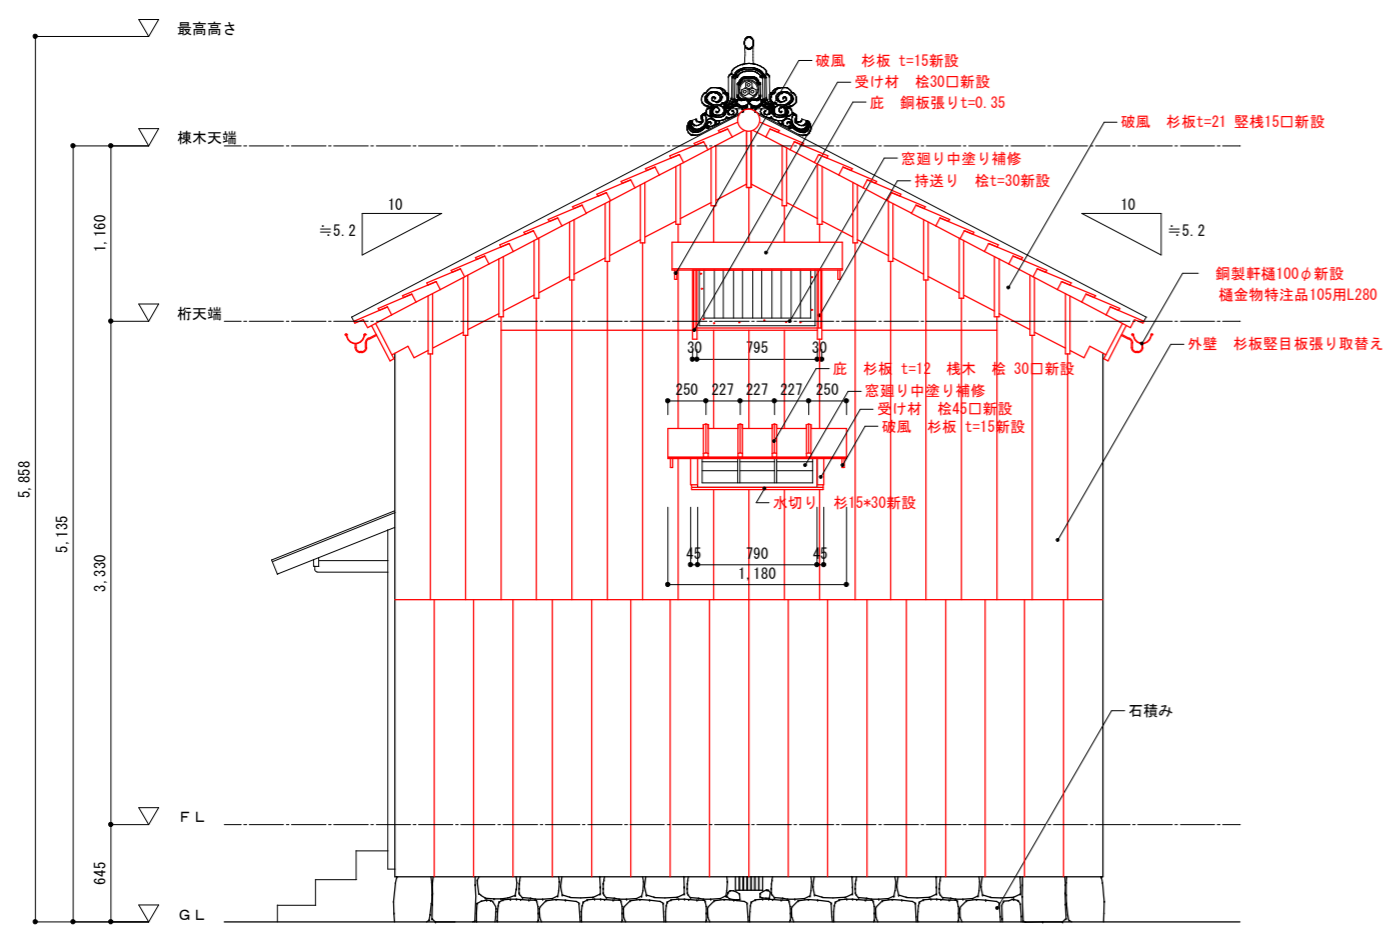 最高高さ
破風　杉板 t=15新設
受け材　桧30□新設
庇　銅板張りt=0.35
破風　杉板t=21 竪桟15□新設
棟木天端
窓廻り中塗り補修
持送り　桧t=30新設
10
≒5.2
10
≒5.2
1,160
銅製軒樋100φ新設
樋金物特注品105用L280
桁天端
外壁　杉板竪目板張り取替え
30
795
30
庇　杉板 t=12　桟木　桧 30□新設
250
227
227
227
250
窓廻り中塗り補修
受け材　桧45□新設
破風　杉板 t=15新設
水切り　杉15*30新設
5,858
5,135
3,330
45
790
45
1,180
石積み
ＦＬ
645
ＧＬ